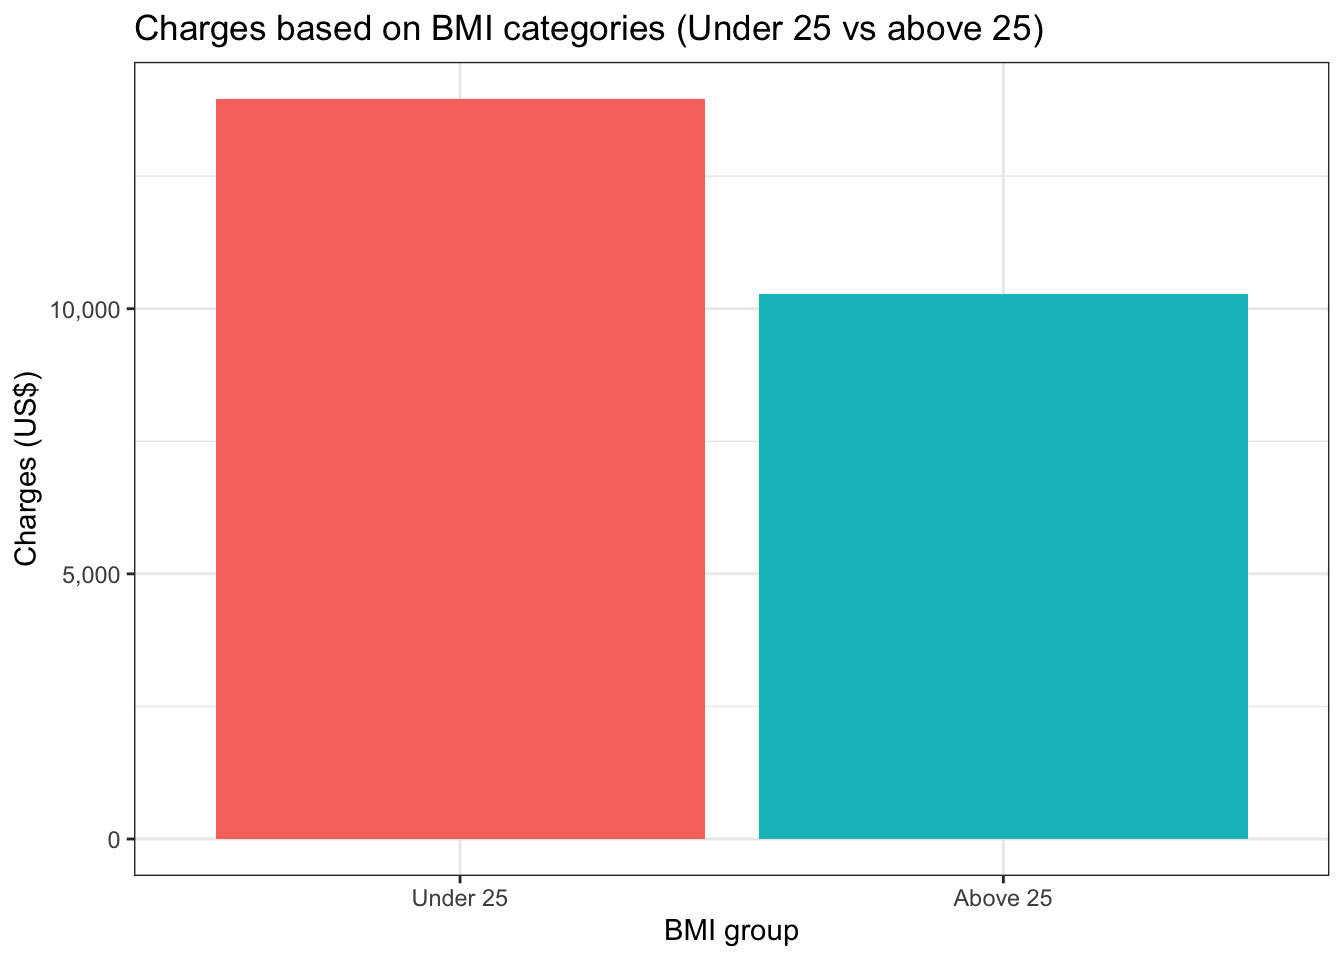 Charges based on BMI categories (Under 25 vs above 25)
Charges (US$)
10,000
5,000
0
Under 25
Above 25
BMI group